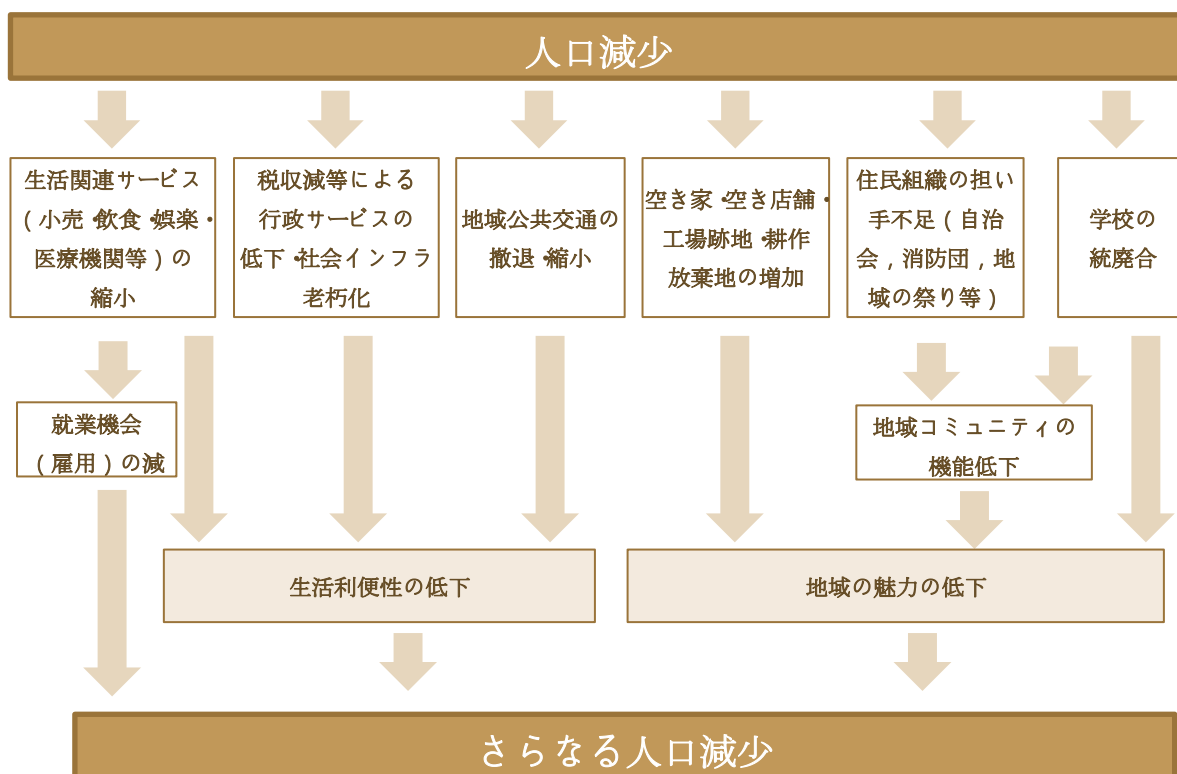 人口減少
生活関連サービス
(小売・飲食・娯楽・
医療機関等)の
縮小
税収減等による
行政サービスの
低下・社会インフラ
老朽化
地域公共交通の
撤退・縮小
空き家・空き店舗・
工場跡地・耕作
放棄地の増加
住民組織の担い
手不足(自治
会,消防団,地
域の祭り等)
学校の
統廃合
就業機会
(雇用)の減
地域コミュニティの
機能低下
生活利便性の低下
地域の魅力の低下
さらなる人口減少